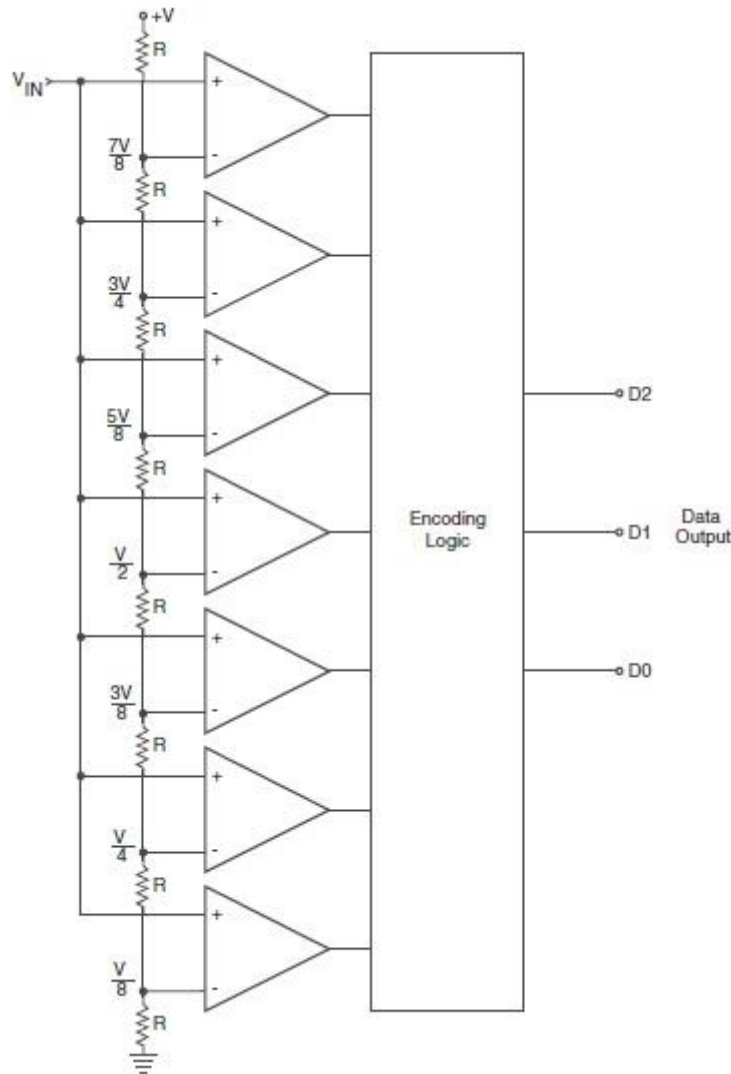 +V
R
V_IN
+
7V/8
-
R
+
3V/4
-
R
+
5V/8
-
R
+
Encoding
Logic
V/2
-
R
+
3V/8
-
R
+
V/4
-
R
+
V/8
-
R
D2
D1
Data
Output
D0